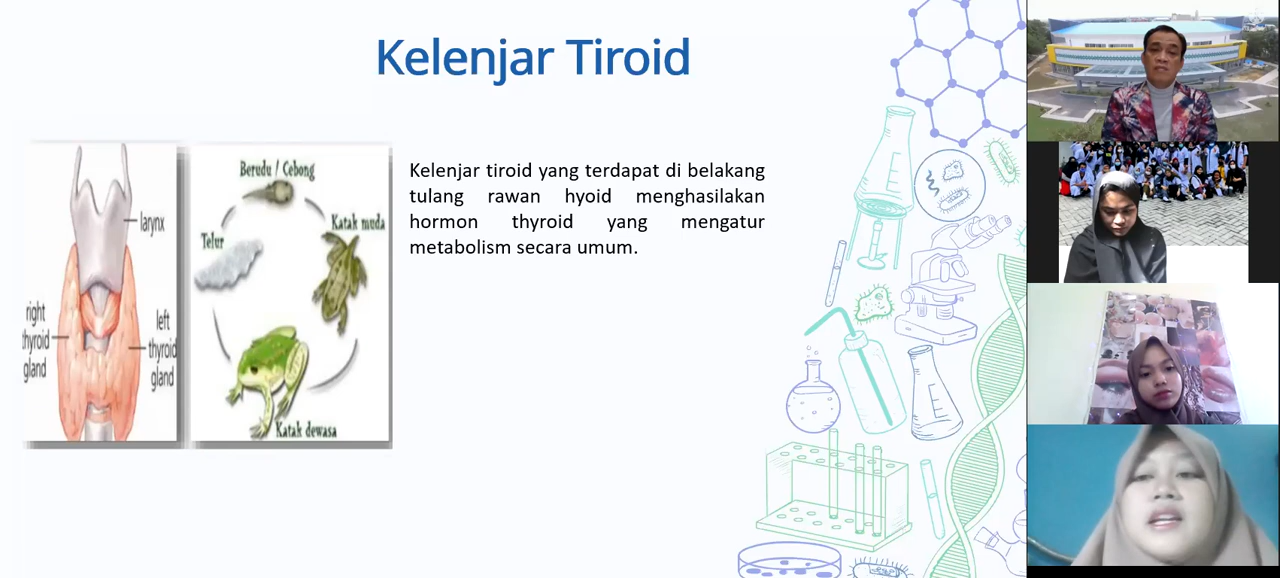 Kelenjar Tiroid
larynx
right
thyroid
gland
left
thyroid
gland
Berudu / Cebong
Katak muda
Telur
Katak dewasa
Kelenjar tiroid yang terdapat di belakang
tulang rawan hyoid menghasilakan
hormon thyroid yang mengatur
metabolism secara umum.